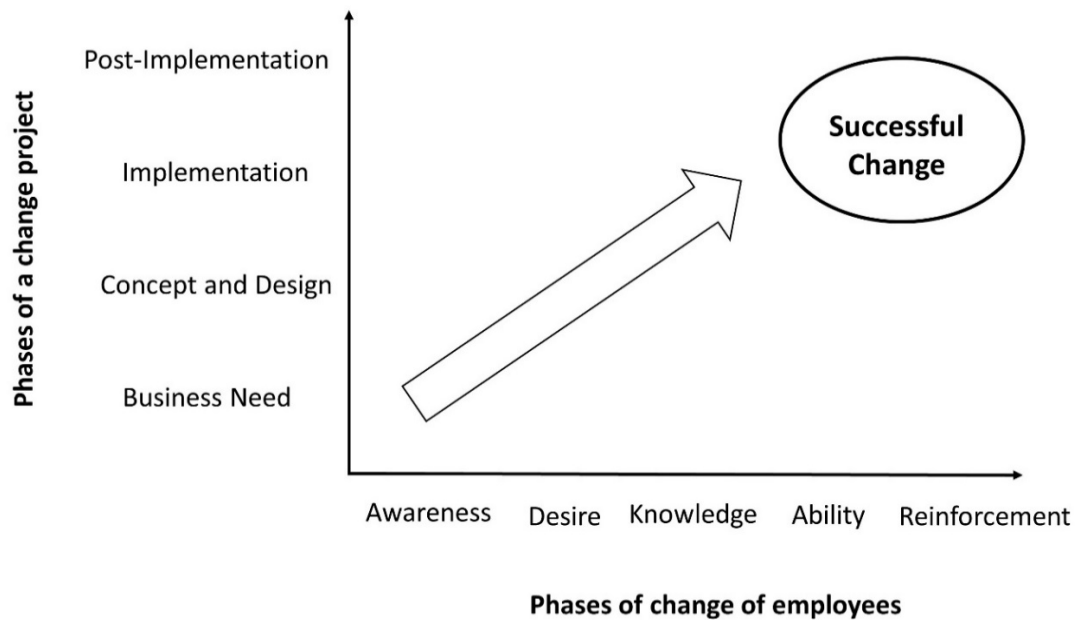 Phases of a change project
Post-Implementation
Implementation
Concept and Design
Business Need
Successful
Change
Awareness Desire Knowledge Ability Reinforcement
Phases of change of employees